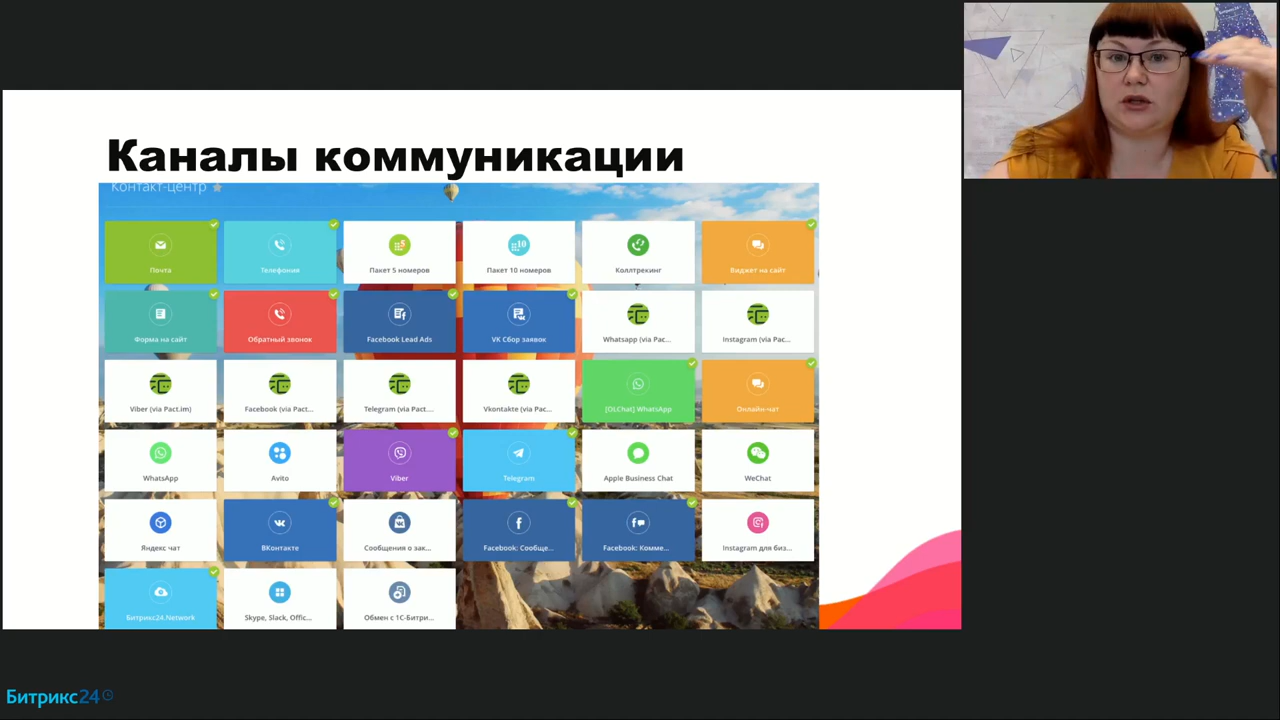 Битрикс24
Каналы коммуникации
Контакт-центр
Почта
Телефония
Пакет 5 номеров
Пакет 10 номеров
Коллтрекинг
Виджет на сайт
Форма на сайт
Обратный звонок
Facebook Lead Ads
VK Сбор заявок
Whatsapp (via Pac...
Instagram (via Pac...
Viber (via Pact.im)
Facebook (via Pact...
Telegram (via Pact....
Vkontakte (via Pac...
[OLChat] WhatsApp
Онлайн-чат
WhatsApp
Avito
Viber
Telegram
Apple Business Chat
WeChat
Яндекс чат
ВКонтакте
Сообщения о зак...
Facebook: Сообще...
Facebook: Комме...
Instagram для биз...
Битрикс24.Network
Skype, Slack, Offic...
Обмен с 1С-Битри...
Битрикс24